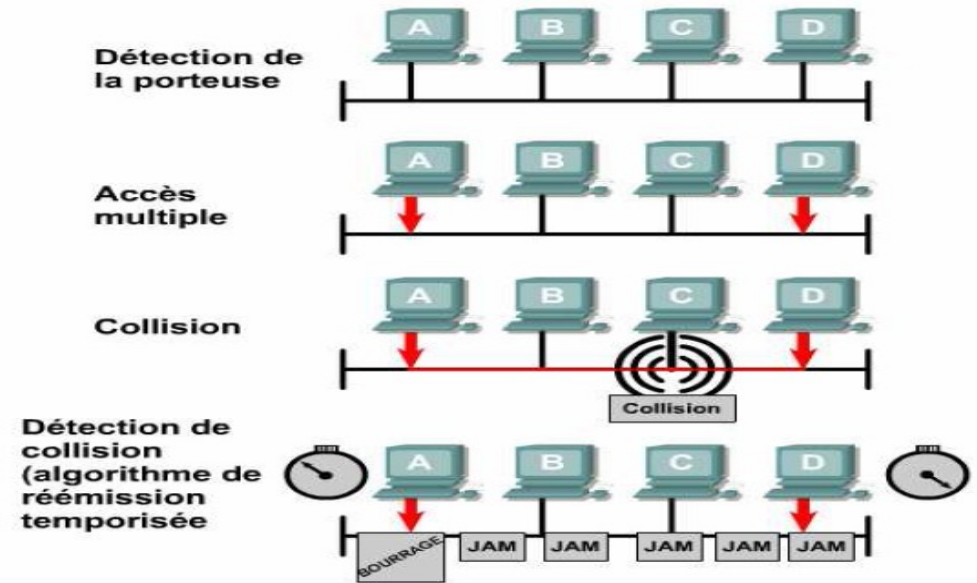 Détection de
la porteuse
A B C D
Accès
multiple
A B C D
Collision
A B C D
Collision
Détection de
collision
(algorithme de
réémission
temporisée
A B C D
BOURRAGE JAM JAM JAM JAM JAM